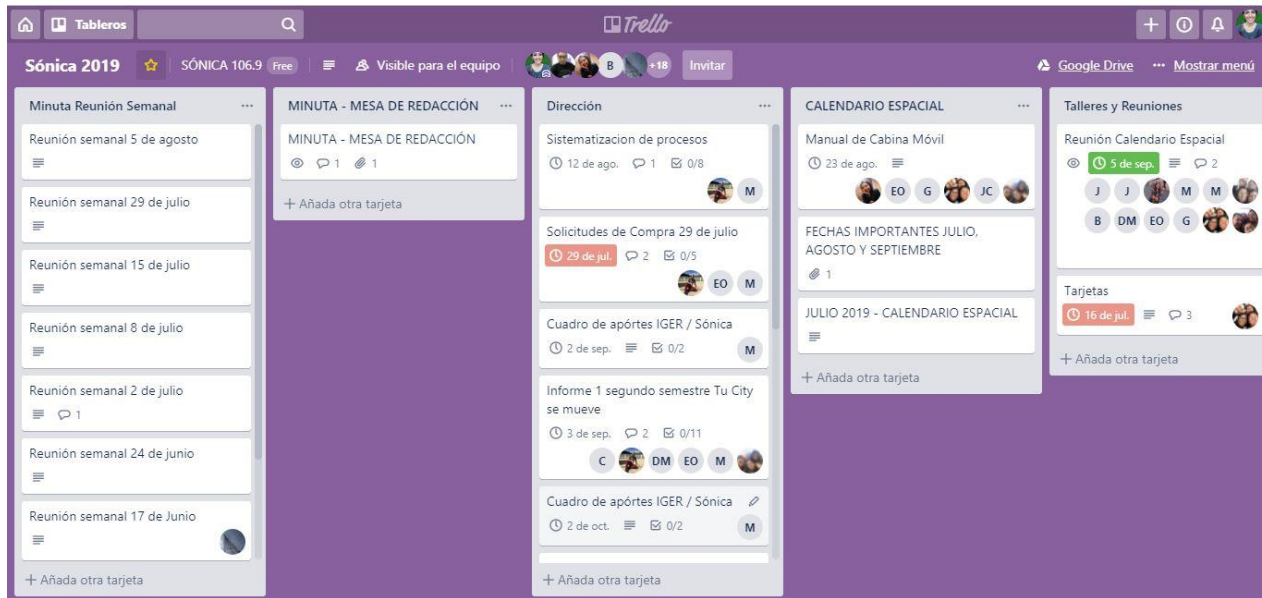 Tableros
Trello
Sónica 2019
SÓNICA 106.9
Free
Visible para el equipo
B
+18
Invitar
Google Drive
Mostrar menú
Minuta Reunión Semanal
Reunión semanal 5 de agosto
Reunión semanal 29 de julio
Reunión semanal 15 de julio
Reunión semanal 8 de julio
Reunión semanal 2 de julio
1
Reunión semanal 24 de junio
Reunión semanal 17 de Junio
+ Añada otra tarjeta
MINUTA - MESA DE REDACCIÓN
MINUTA - MESA DE REDACCIÓN
1 1
+ Añada otra tarjeta
Dirección
Sistematizacion de procesos
12 de ago. 1 0/8
M
Solicitudes de Compra 29 de julio
29 de jul. 2 0/5
EO M
Cuadro de apórtes IGER / Sónica
2 de sep. 0/2
M
Informe 1 segundo semestre Tu City
se mueve
3 de sep. 2 0/11
C DM EO M
Cuadro de apórtes IGER / Sónica
2 de oct. 0/2
M
+ Añada otra tarjeta
CALENDARIO ESPACIAL
Manual de Cabina Móvil
23 de ago.
EO G JC
FECHAS IMPORTANTES JULIO,
AGOSTO Y SEPTIEMBRE
1
JULIO 2019 - CALENDARIO ESPACIAL
+ Añada otra tarjeta
Talleres y Reuniones
Reunión Calendario Espacial
5 de sep. 2
J J M M
B DM EO G
Tarjetas
16 de jul. 3
+ Añada otra tarjeta